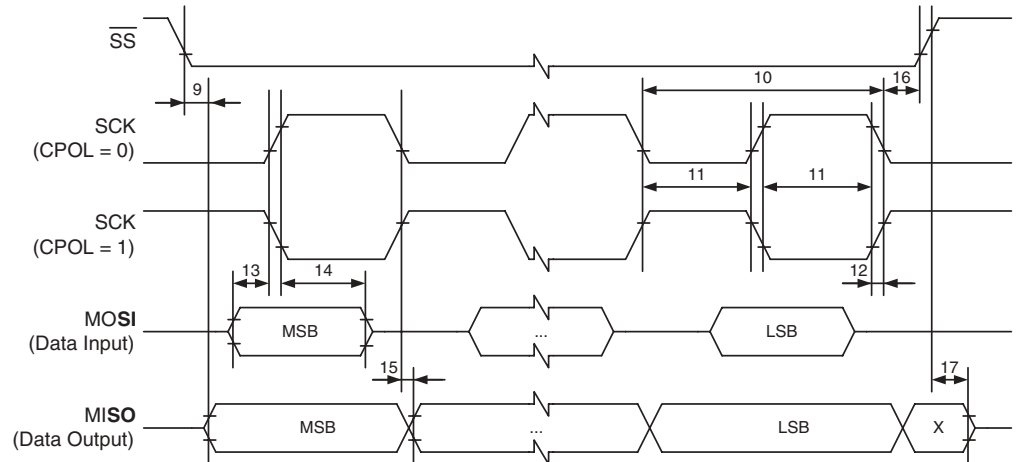 SS
9
10
16
SCK
(CPOL = 0)
11
11
SCK
(CPOL = 1)
13
14
12
MOSI
(Data Input)
MSB
...
LSB
15
17
MISO
(Data Output)
MSB
...
LSB
X